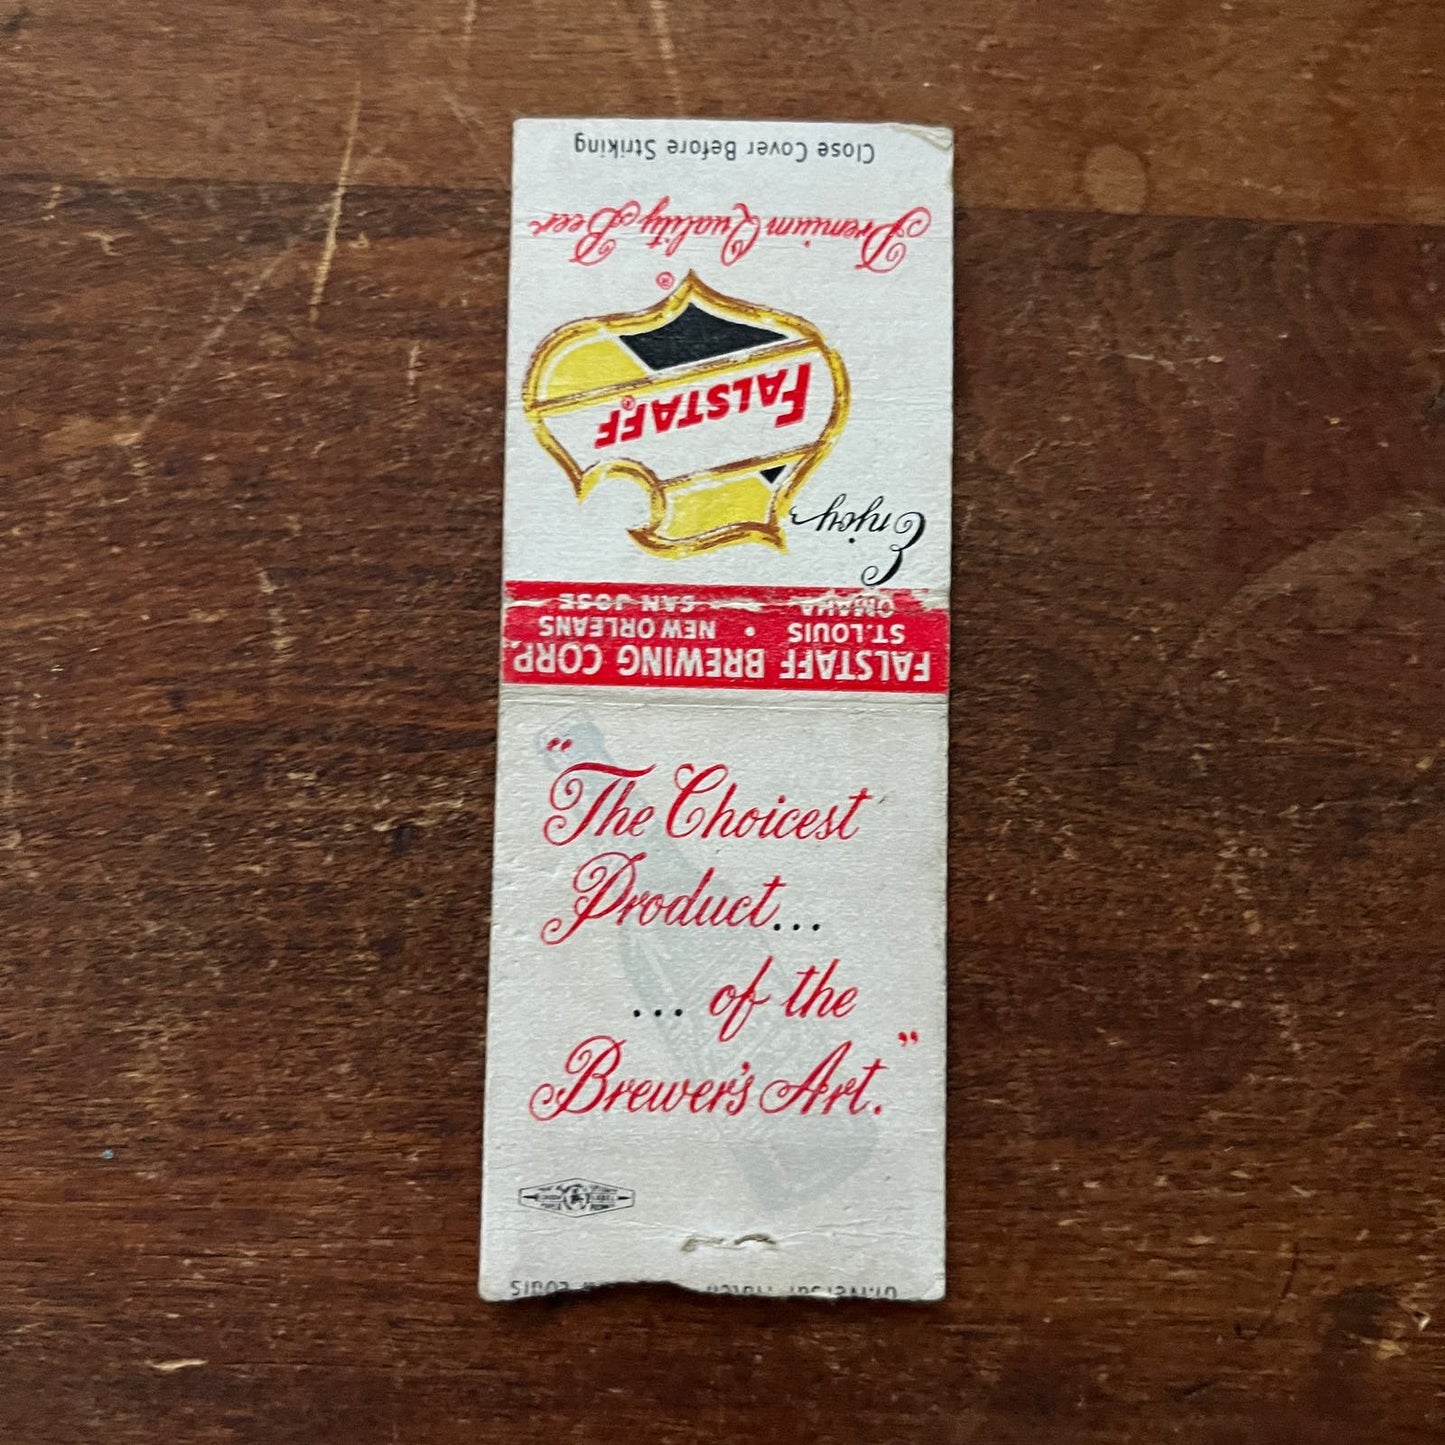 Close Cover Before Striking
Premium Quality Beer
®
FALSTAFF®
Enjoy
FALSTAFF BREWING CORP.
ST. LOUIS • NEW ORLEANS
OMAHA SAN JOSE
"The Choicest
Product...
... of the
Brewer's Art."